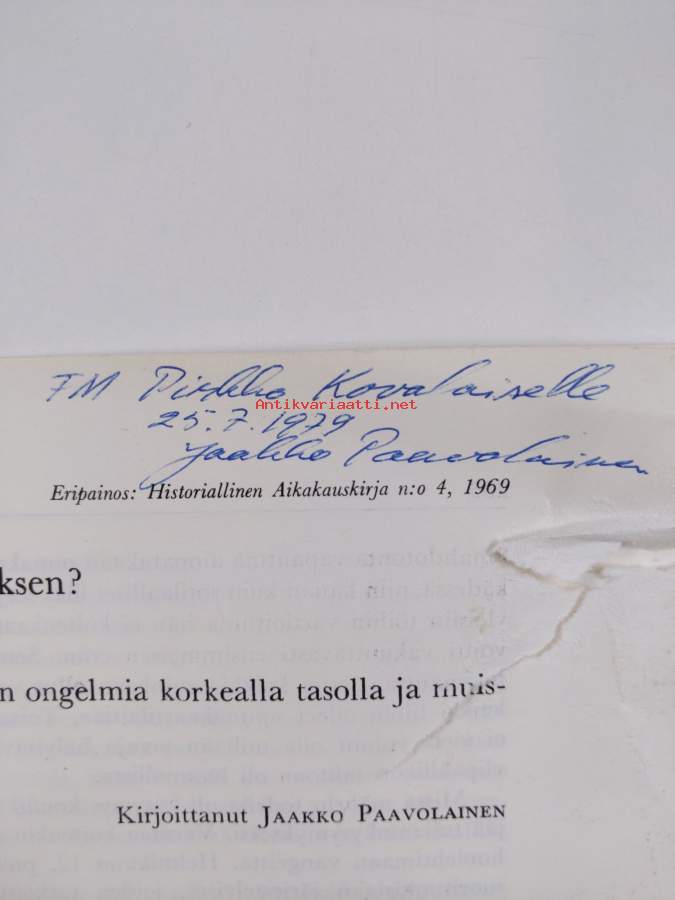 FM Pirkko Kovalaiselle
Antikvariaatti.net
25.7.1979
Jaakko Paavolainen
Eripainos: Historiallinen Aikakauskirja n:o 4, 1969
ksen?
n ongelmia korkealla tasolla ja muus-
Kirjoittanut JAAKKO PAAVOLAINEN